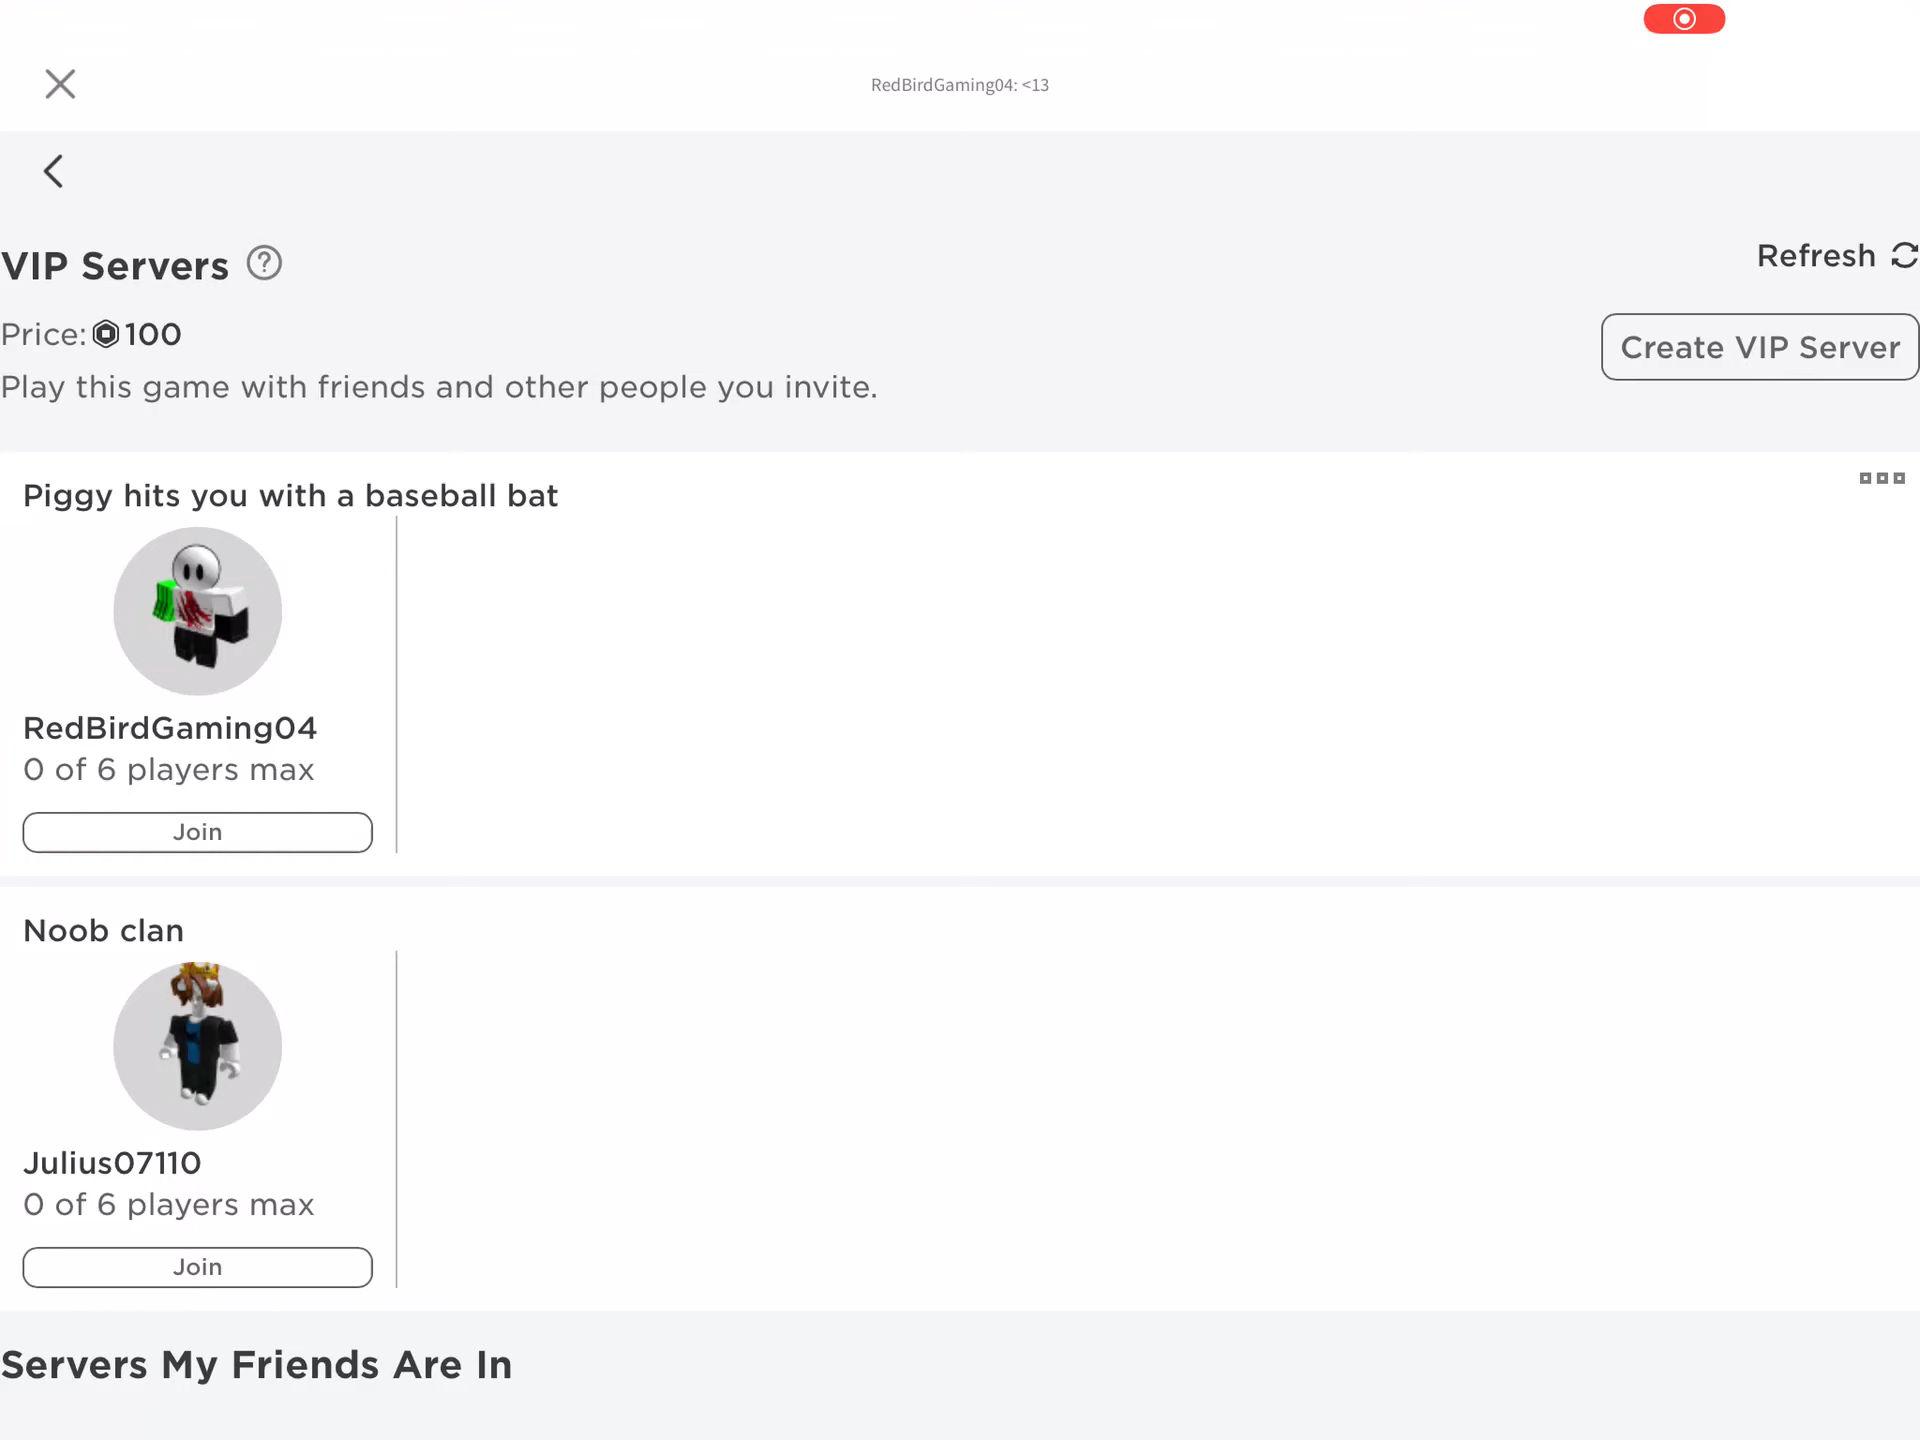 RedBirdGaming04: <13
VIP Servers
Refresh
Price: 100
Create VIP Server
Play this game with friends and other people you invite.
Piggy hits you with a baseball bat
RedBirdGaming04
0 of 6 players max
Join
Noob clan
Julius07110
0 of 6 players max
Join
Servers My Friends Are In